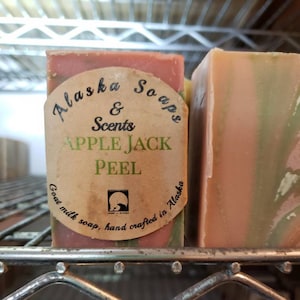 Alaska Soaps
&
Scents
APPLE JACK
PEEL
Goat milk soap, hand crafted in Alaska